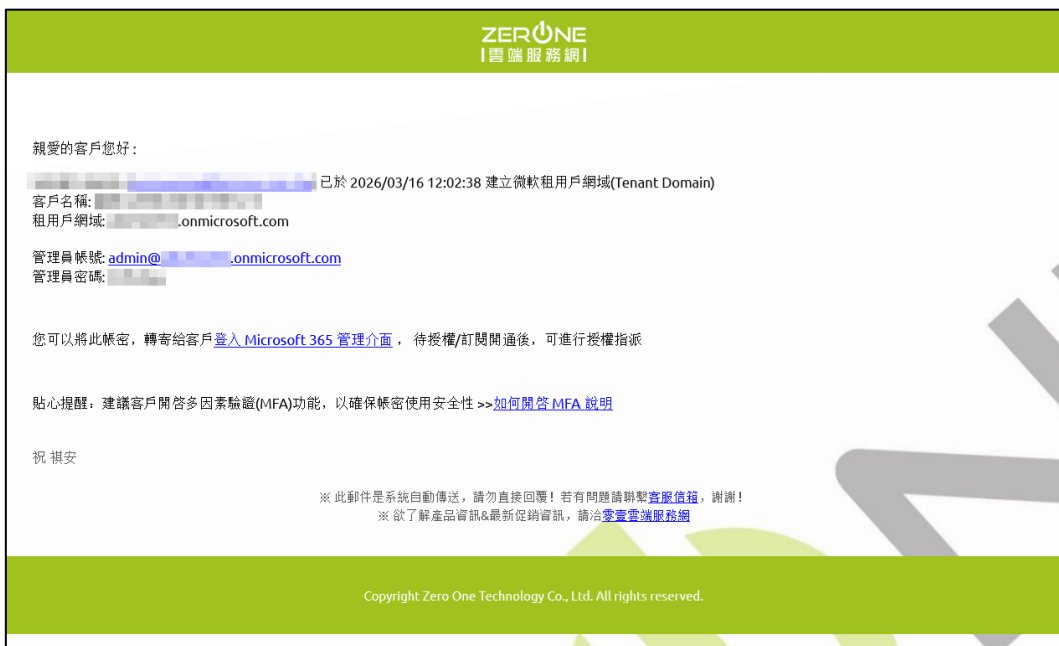 ZERONE
雲端服務網
親愛的客戶您好：
已於 2026/03/16 12:02:38 建立微軟租用戶網域(Tenant Domain)
客戶名稱:
租用戶網域: .onmicrosoft.com
管理員帳號: admin@ .onmicrosoft.com
管理員密碼:
您可以將此帳密，轉寄給客戶登入 Microsoft 365 管理介面 ， 待授權/訂閱開通後，可進行授權指派
貼心提醒：建議客戶開啓多因素驗證(MFA)功能，以確保帳密使用安全性 >>如何開啓 MFA 說明
祝 祺安
※ 此郵件是系統自動傳送，請勿直接回覆！若有問題請聯繫客服信箱，謝謝！
※ 欲了解產品資訊&最新促銷資訊，請洽零壹雲端服務網
Copyright Zero One Technology Co., Ltd. All rights reserved.